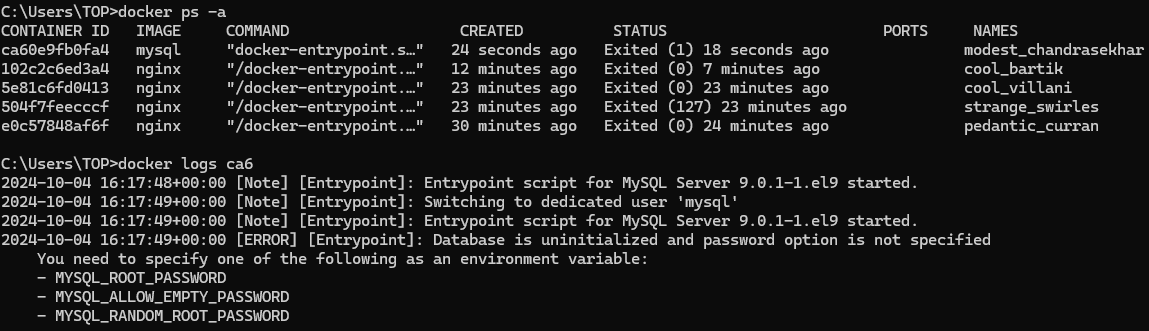 C:\Users\TOP>docker ps -a
CONTAINER ID   IMAGE     COMMAND                  CREATED          STATUS                        PORTS     NAMES
ca60e9fb0fa4   mysql     "docker-entrypoint.s…"   24 seconds ago   Exited (1) 18 seconds ago               modest_chandrasekhar
102c2c6ed3a4   nginx     "/docker-entrypoint.…"   12 minutes ago   Exited (0) 7 minutes ago                cool_bartik
5e81c6fd0413   nginx     "/docker-entrypoint.…"   23 minutes ago   Exited (0) 23 minutes ago               cool_villani
504f7feecccf   nginx     "/docker-entrypoint.…"   23 minutes ago   Exited (127) 23 minutes ago             strange_swirles
e0c57848af6f   nginx     "/docker-entrypoint.…"   30 minutes ago   Exited (0) 24 minutes ago               pedantic_curran
C:\Users\TOP>docker logs ca6
2024-10-04 16:17:48+00:00 [Note] [Entrypoint]: Entrypoint script for MySQL Server 9.0.1-1.el9 started.
2024-10-04 16:17:49+00:00 [Note] [Entrypoint]: Switching to dedicated user 'mysql'
2024-10-04 16:17:49+00:00 [Note] [Entrypoint]: Entrypoint script for MySQL Server 9.0.1-1.el9 started.
2024-10-04 16:17:49+00:00 [ERROR] [Entrypoint]: Database is uninitialized and password option is not specified
    You need to specify one of the following as an environment variable:
    - MYSQL_ROOT_PASSWORD
    - MYSQL_ALLOW_EMPTY_PASSWORD
    - MYSQL_RANDOM_ROOT_PASSWORD